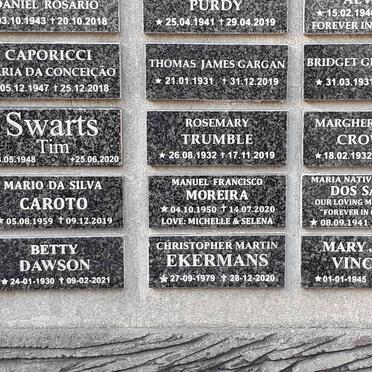 DANIEL ROSARIO
03.10.1943 ✝ 20.10.2018
PURDY
★ 25.04.1941 ✝ 29.04.2019
★ 15.02.194
FOREVER IN
CAPORICCI
MARIA DA CONCEIÇÃO
05.12.1947 ✝ 25.12.2018
THOMAS JAMES GARGAN
★ 21.01.1931 ✝ 31.12.2019
BRIDGET G
★ 31.03.193
Swarts
Tim
.05.1948 +25.06.2020
ROSEMARY
TRUMBLE
★ 26.08.1932 ✝ 17.11.2019
MARGHER
CRO
★ 18.02.1932
MARIO DA SILVA
CAROTO
★ 05.08.1959 ✝ 09.12.2019
MANUEL FRANCISCO
MOREIRA
★ 04.10.1950 ✝ 14.07.2020
LOVE: MICHELLE & SELENA
MARIA NATIV
DOS SA
OUR LOVING M
"FOREVER IN
★ 08.09.1941
BETTY
DAWSON
★ 24-01-1930 ✝ 09-02-2021
CHRISTOPHER MARTIN
EKERMANS
★ 27-09-1979 ✝ 28-12-2020
MARY
VINC
★ 01-01-1945